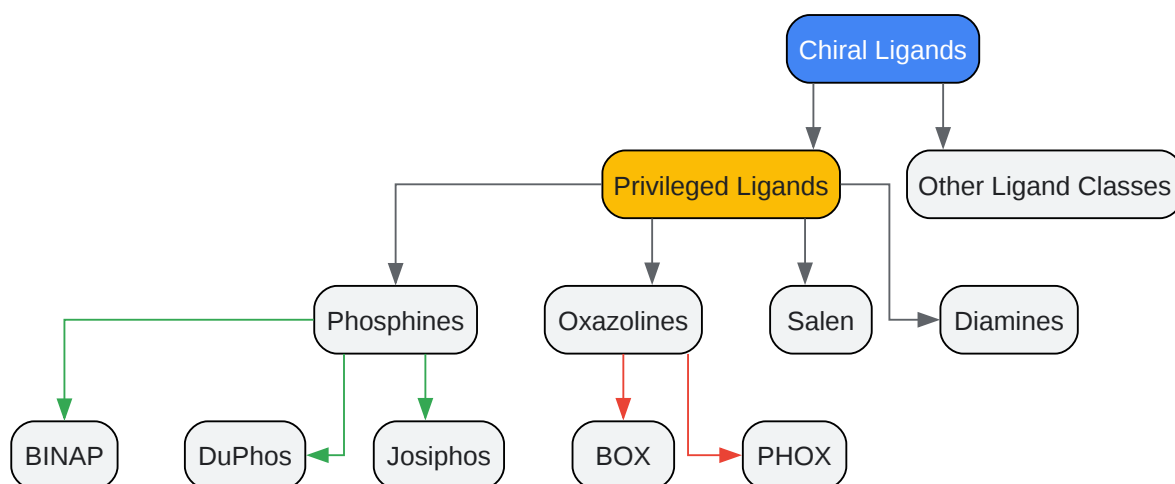 Chiral Ligands
Privileged Ligands
Other Ligand Classes
Phosphines
Oxazolines
Salen
Diamines
BINAP
DuPhos
Josiphos
BOX
PHOX